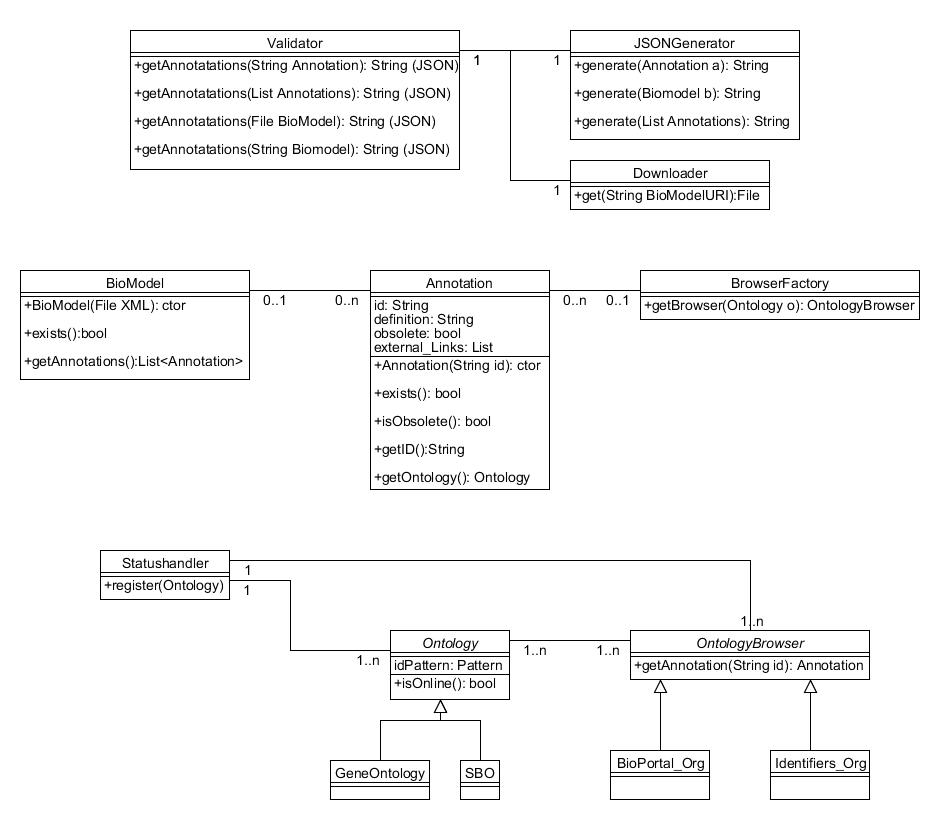 Validator
+getAnnotatations(String Annotation): String (JSON)
+getAnnotatations(List Annotations): String (JSON)
+getAnnotatations(File BioModel): String (JSON)
+getAnnotatations(String Biomodel): String (JSON)
1
1
JSONGenerator
+generate(Annotation a): String
+generate(Biomodel b): String
+generate(List Annotations): String
1
Downloader
+get(String BioModelURI):File
BioModel
+BioModel(File XML): ctor
+exists():bool
+getAnnotations():List<Annotation>
0..1
0..n
Annotation
id: String
definition: String
obsolete: bool
external_Links: List
+Annotation(String id): ctor
+exists(): bool
+isObsolete(): bool
+getID():String
+getOntology(): Ontology
0..n
0..1
BrowserFactory
+getBrowser(Ontology o): OntologyBrowser
Statushandler
+register(Ontology)
1
1
1..n
1..n
Ontology
idPattern: Pattern
+isOnline(): bool
1..n
1..n
OntologyBrowser
+getAnnotation(String id): Annotation
GeneOntology
SBO
BioPortal_Org
Identifiers_Org